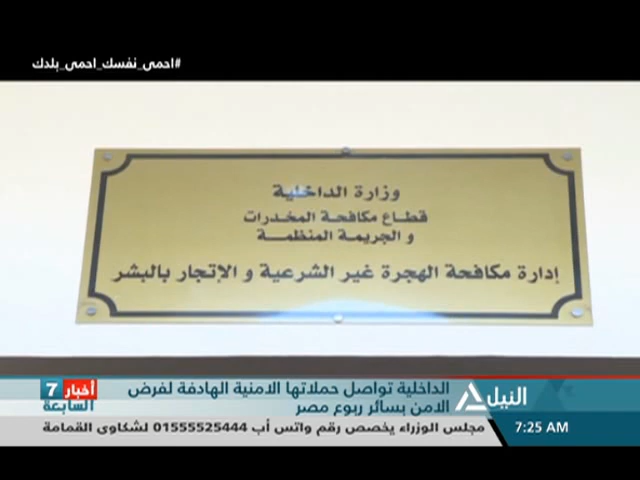 #احمى_نفسك_احمى_بلدك
وزارة الداخلية
قطاع مكافحة المخدرات
و الجريمة المنظمة
إدارة مكافحة الهجرة غير الشرعية و الإتجار بالبشر
النيل
الداخلية تواصل حملاتها الامنية الهادفة لفرض
الامن بسائر ربوع مصر
أخبار 7
السابعة
7:25 AM
مجلس الوزراء يخصص رقم واتس أب 01555525444 لشكاوى القمامة